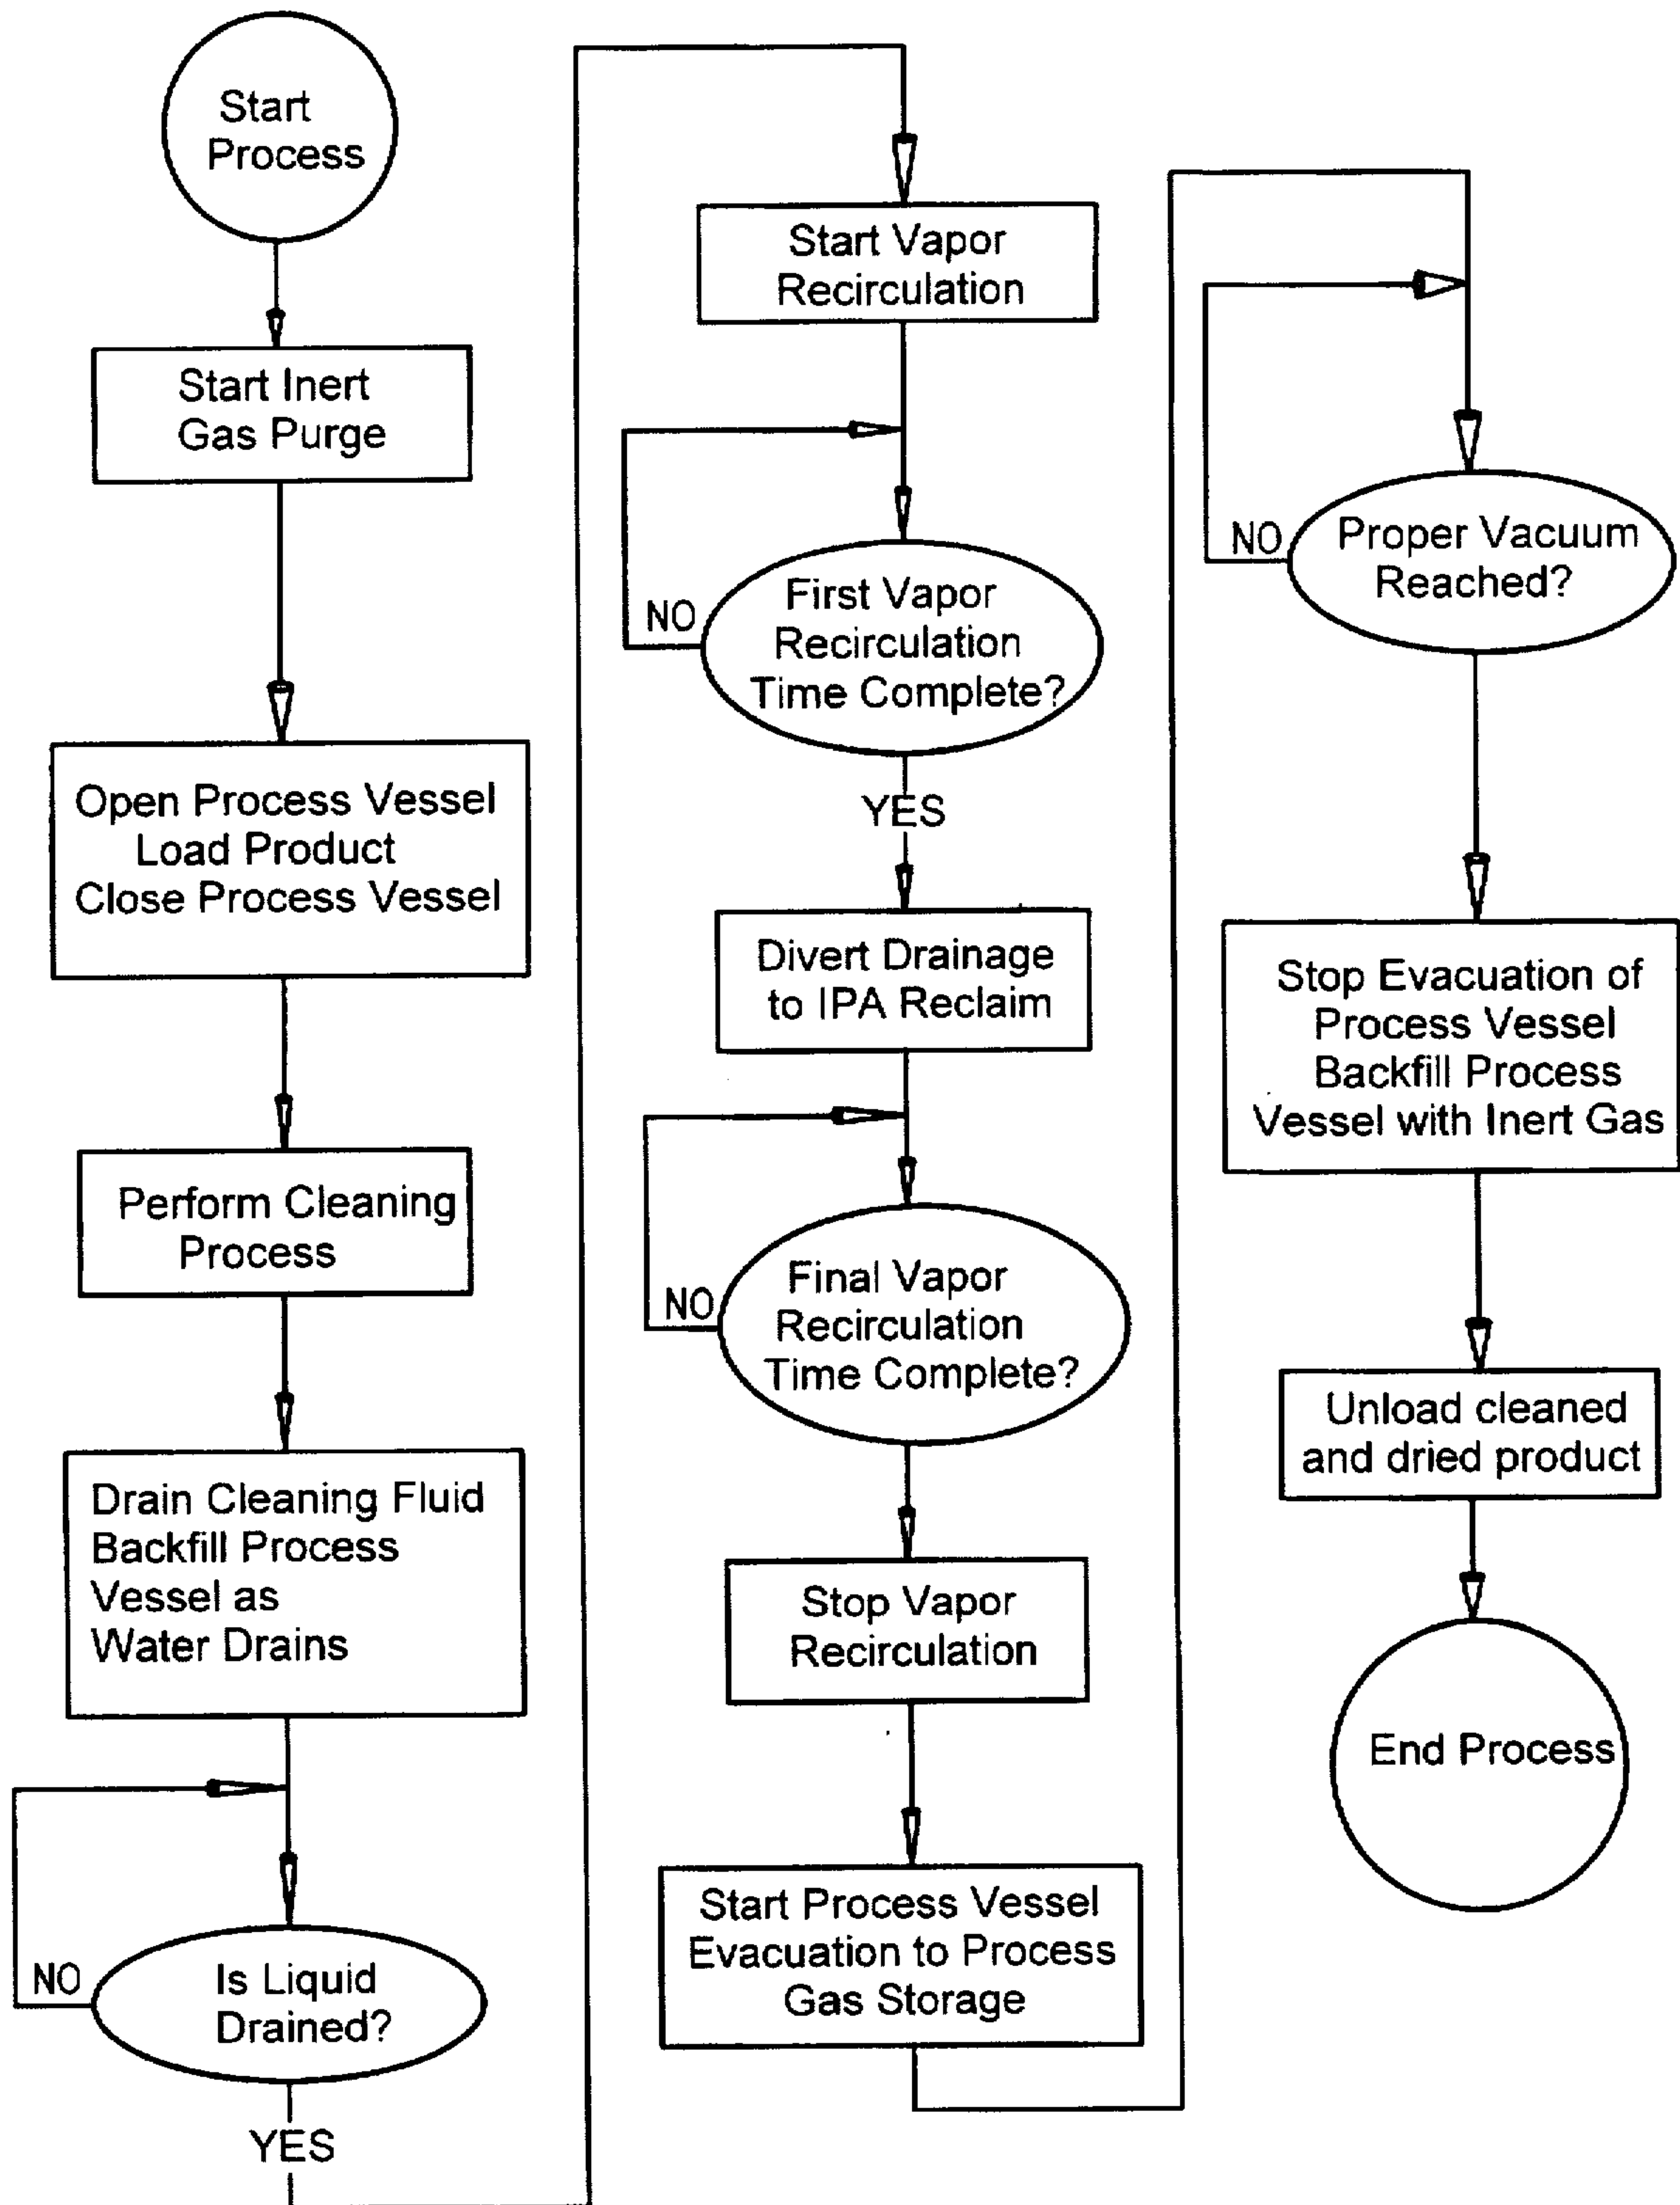 Start
Process
Start Inert
Gas Purge
Open Process Vessel
Load Product
Close Process Vessel
Perform Cleaning
Process
Drain Cleaning Fluid
Backfill Process
Vessel as
Water Drains
NO
Is Liquid
Drained?
YES
Start Vapor
Recirulation
NO
First Vapor
Recirculation
Time Complete?
YES
Divert Drainage
to IPA Reclaim
NO
Final Vapor
Recirculation
Time Complete?
Stop Vapor
Recirculation
Start Process Vessel
Evacuation to Process
Gas Storage
NO
Proper Vacuum
Reached?
Stop Evacuation of
Process Vessel
Backfill Process
Vessel with Inert Gas
Unload cleaned
and dried product
End Process